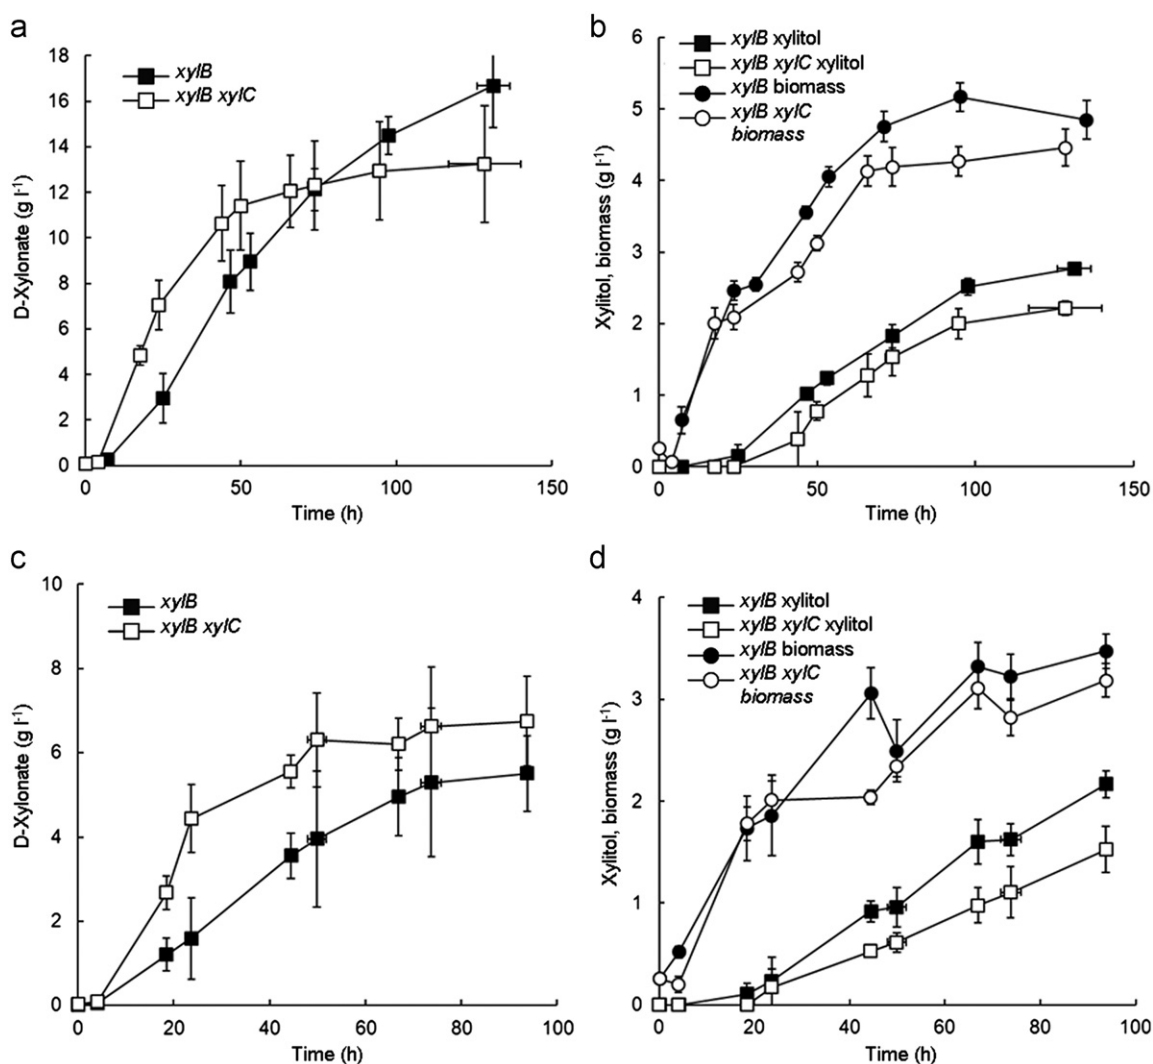 a
18
16
14
12
10
8
6
4
2
0
D-Xylonate (g l⁻¹)
xylB
xylB xylC
0 50 100 150
Time (h)
b
6
5
4
3
2
1
0
Xylitol, biomass (g l⁻¹)
xylB xylitol
xylB xylC xylitol
xylB biomass
xylB xylC
biomass
0 50 100 150
Time (h)
c
10
8
6
4
2
0
D-Xylonate (g l⁻¹)
xylB
xylB xylC
0 20 40 60 80 100
Time (h)
d
4
3
2
1
0
Xylitol, biomass (g l⁻¹)
xylB xylitol
xylB xylC xylitol
xylB biomass
xylB xylC
biomass
0 20 40 60 80 100
Time (h)